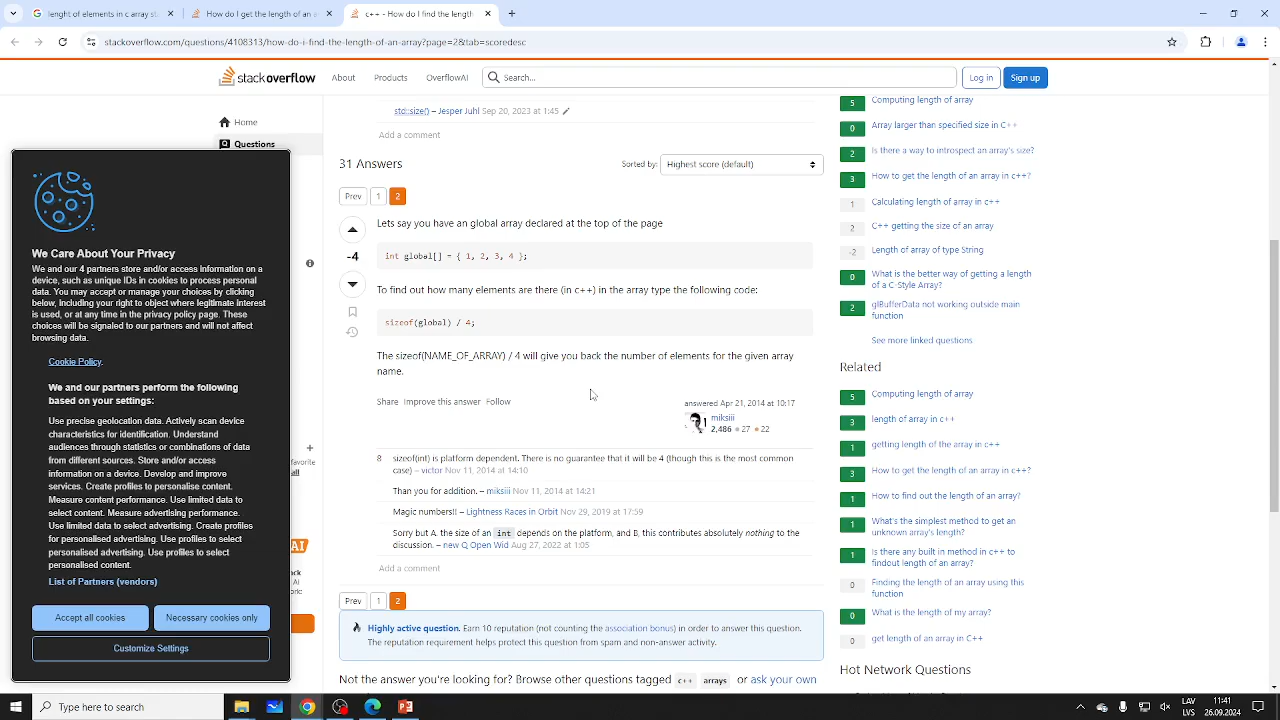 lenght of elements in st
How do I get the length of an a
c++ - How do I find the length o
stackoverflow.com/questions/4108313/how-do-i-find-the-length-of-an-array?page=2&tab=scoredesc
stackoverflow
About
Products
OverflowAI
Search...
Log in
Sign up
Home
Questions
We Care About Your Privacy
We and our 4 partners store and/or access information on a
device, such as unique IDs in cookies to process personal
data. You may accept or manage your choices by clicking
below, including your right to object where legitimate interest
is used, or at any time in the privacy policy page. These
choices will be signaled to our partners and will not affect
browsing data.
Cookie Policy.
We and our partners perform the following
based on your settings:
Use precise geolocation data. Actively scan device
characteristics for identification. Understand
audiences through statistics or combinations of data
from different sources. Store and/or access
information on a device. Develop and improve
services. Create profiles to personalise content.
Measure content performance. Use limited data to
select content. Measure advertising performance.
Use limited data to select advertising. Create profiles
for personalised advertising. Use profiles to select
personalised advertising. Use profiles to select
personalised content.
List of Partners (vendors)
Accept all cookies
Necessary cookies only
Customize Settings
std::size() – Jesper Juhl Sep 20, 2023 at 1:45
Add a comment
31 Answers
Sorted by:
Highest score (default)
Prev
1
2
-4
Lets say you have an global array declared at the top of the page
int global[] = { 1, 2, 3, 4 };
To find out how many elements are there (in c++) in the array type the following code:
sizeof(global) / 4;
The sizeof(NAME_OF_ARRAY) / 4 will give you back the number of elements for the given array
name.
Share Improve this answer Follow
answered Apr 21, 2014 at 10:17
miksiii
2,486 27 22
8 sizeof(int) is platform dependent. There is no guarantee that it will be 4 (though this is the most common
case) – victor Nov 11, 2014 at 14:10
Than you for addition. – miksiii Nov 11, 2014 at 14:21
Magic numbers!! – Lightness Races in Orbit Nov 29, 2019 at 17:59
Sorry but A. the size of an int depends on the platform, and B, this contributes absolutely nothing to the
discussion. – new Q Open Wid Aug 27, 2022 at 1:05
Add a comment
Prev
1
2
Highly active question. Earn 10 reputation (not counting the association bonus) in order to answer this question.
The reputation requirement helps protect this question from spam and non-answer activity.
Not the answer you're looking for? Browse other questions tagged c++ arrays or ask your own
5 Computing length of array
0 Array larger than specified size in C++
2 Is there a way to introspect an array's size?
3 How to get the length of an array in c++?
1 Calculating length of array in c++
2 C++ getting the size of an array
-2 Length of array of type String
0 What is the better way of getting a length
of a C-Style Array?
2 glBufferData not working outside main
function
See more linked questions
Related
5 Computing length of array
3 length of array in c++
1 getting length of the array in c++
3 How to get the length of an array in c++?
1 How to find out the length of an array?
1 What's the simplest method to get an
unknown array's length?
1 Is there any built in method in c++ to
findout length of an array?
0 Finding the length of an array using this
function
0 What is the length of my array?
0 get length of an array in C++
Hot Network Questions
Type here to search
LAV
LVS
11:41
26.09.2024